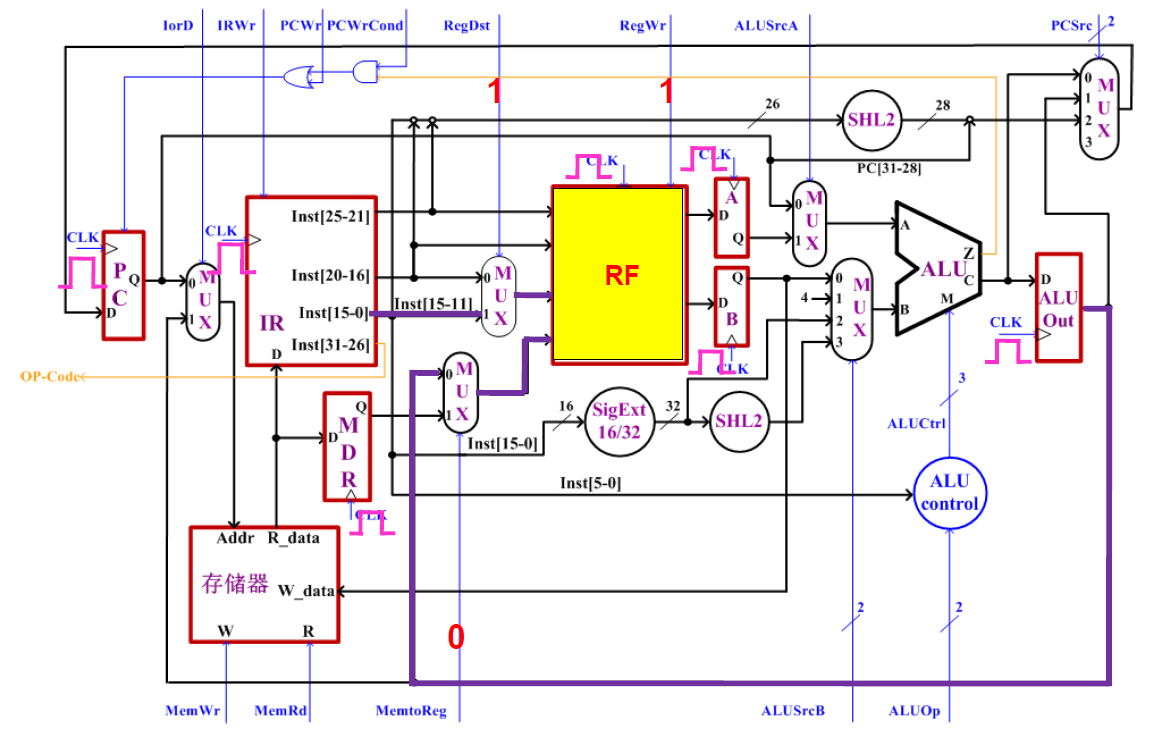 IorD
IRWr
PCWr
PCWrCond
RegDst
RegWr
ALUSrcA
PCSrc
2
1
1
26
SHL2
28
0
1
2
3
MUX
PC[31-28]
CLK
CLK
CLK
CLK
PC
Q
D
0
1
MUX
Inst[25-21]
Inst[20-16]
Inst[15-0]
Inst[15-11]
Inst[31-26]
IR
D
0
1
MUX
RF
A
D
Q
0
1
MUX
Q
D
B
CLK
4
0
1
2
3
MUX
A
B
ALU
Z
C
M
D
ALU
Out
CLK
OP-Code
0
1
MUX
MDR
Q
D
CLK
16
SigExt
16/32
32
SHL2
Inst[15-0]
Inst[5-0]
3
ALUCtrl
ALU
control
Addr
R_data
存储器
W_data
W
R
0
2
2
MemWr
MemRd
MemtoReg
ALUSrcB
ALUOp